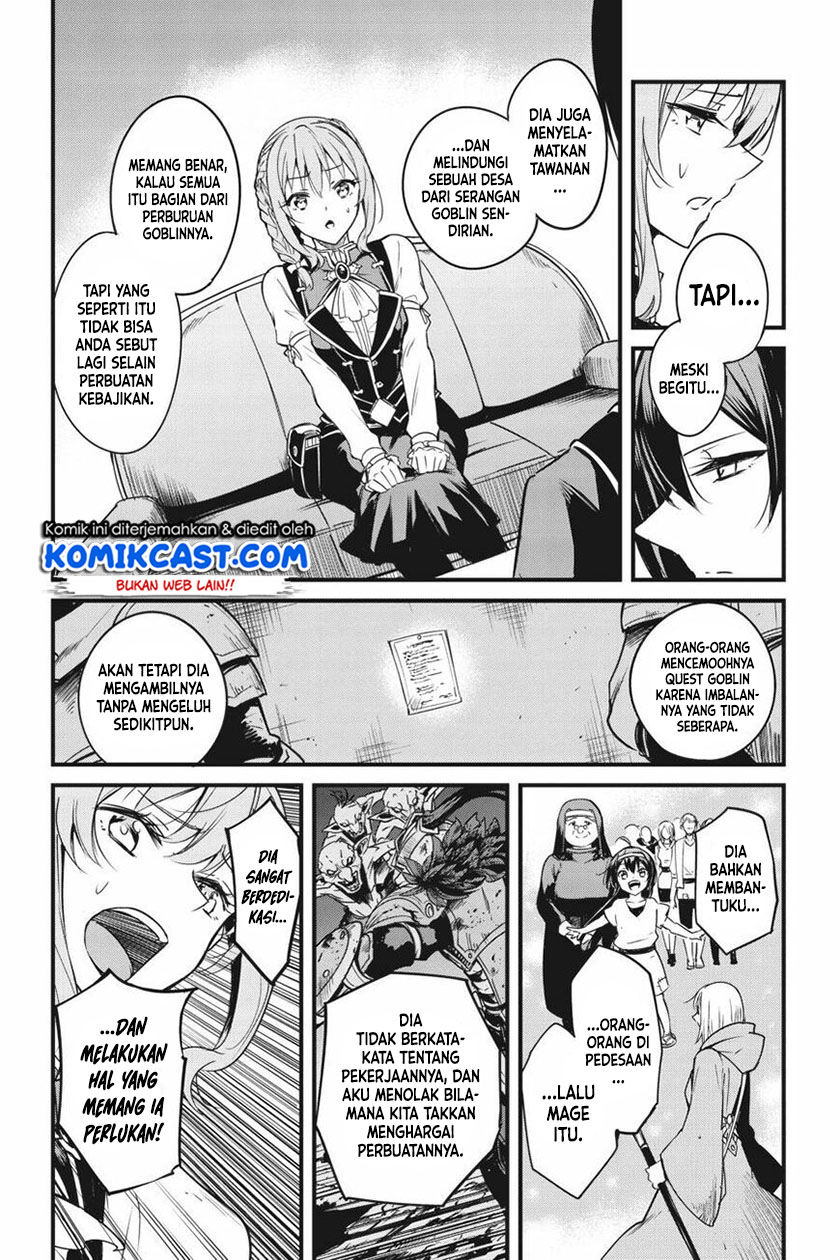 TAPI...
MESKI
BEGITU...
DIA JUGA
MENYELA-
MATKAN
TAWANAN
...
...DAN
MELINDUNGI
SEBUAH DESA
DARI SERANGAN
GOBLIN SEN-
DIRIAN.
MEMANG BENAR,
KALAU SEMUA
ITU BAGIAN DARI
PERBURUAN
GOBLINNYA.
TAPI YANG
SEPERTI ITU
TIDAK BISA
ANDA SEBUT
LAGI SELAIN
PERBUATAN
KEBAJIKAN.
Komik ini diterjemahkan & diedit oleh
KOMIKCAST.COM
BUKAN WEB LAIN!!
ORANG-ORANG
MENCEMOOHNYA
QUEST GOBLIN
KARENA IMBALAN-
NYA YANG TIDAK
SEBERAPA.
AKAN TETAPI DIA
MENGAMBILNYA
TANPA MENGELUH
SEDIKITPUN.
DIA
BAHKAN
MEMBAN-
TUKU...
...ORANG-
ORANG DI
PEDESAAN
...
...LALU
MAGE
ITU.
DIA
TIDAK BERKATA-
KATA TENTANG
PEKERJAANNYA, DAN
AKU MENOLAK BILA-
MANA KITA TAKKAN
MENGHARGAI
PERBUATANNYA.
DIA
SANGAT
BERDEDI-
KASI...
...DAN
MELAKUKAN
HAL YANG
MEMANG IA
PERLUKAN!